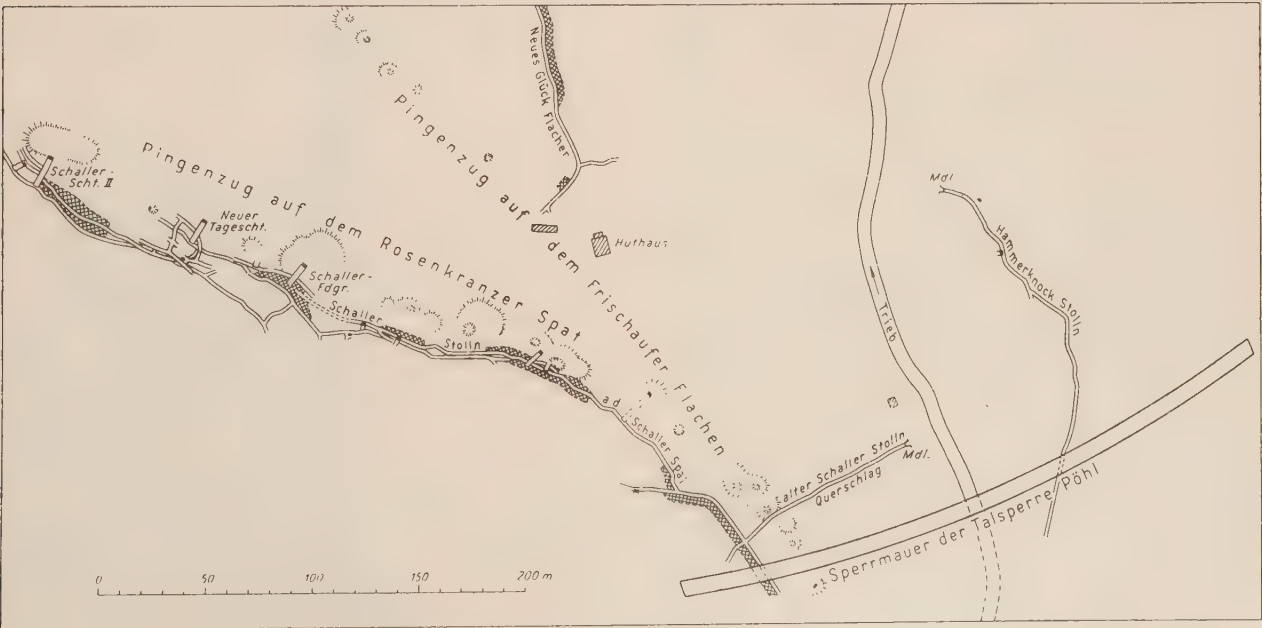 Neues Glück Flacher
Pingenzug auf dem Frischaufer Flachen
Pingenzug auf dem Rosenkranzer Spat
Schaller-
Scht. II
Neuer
Tagescht.
Huthaus
Schaller-
Fdgr.
Schaller Stolln
ad
Schaller Spat
Mdl.
Hammerknock Stolln
Trieb
alter Schaller Stolln
Querschlag
Mdl.
Sperrmauer der Talsperre Pöhl
0 50 100 150 200 m